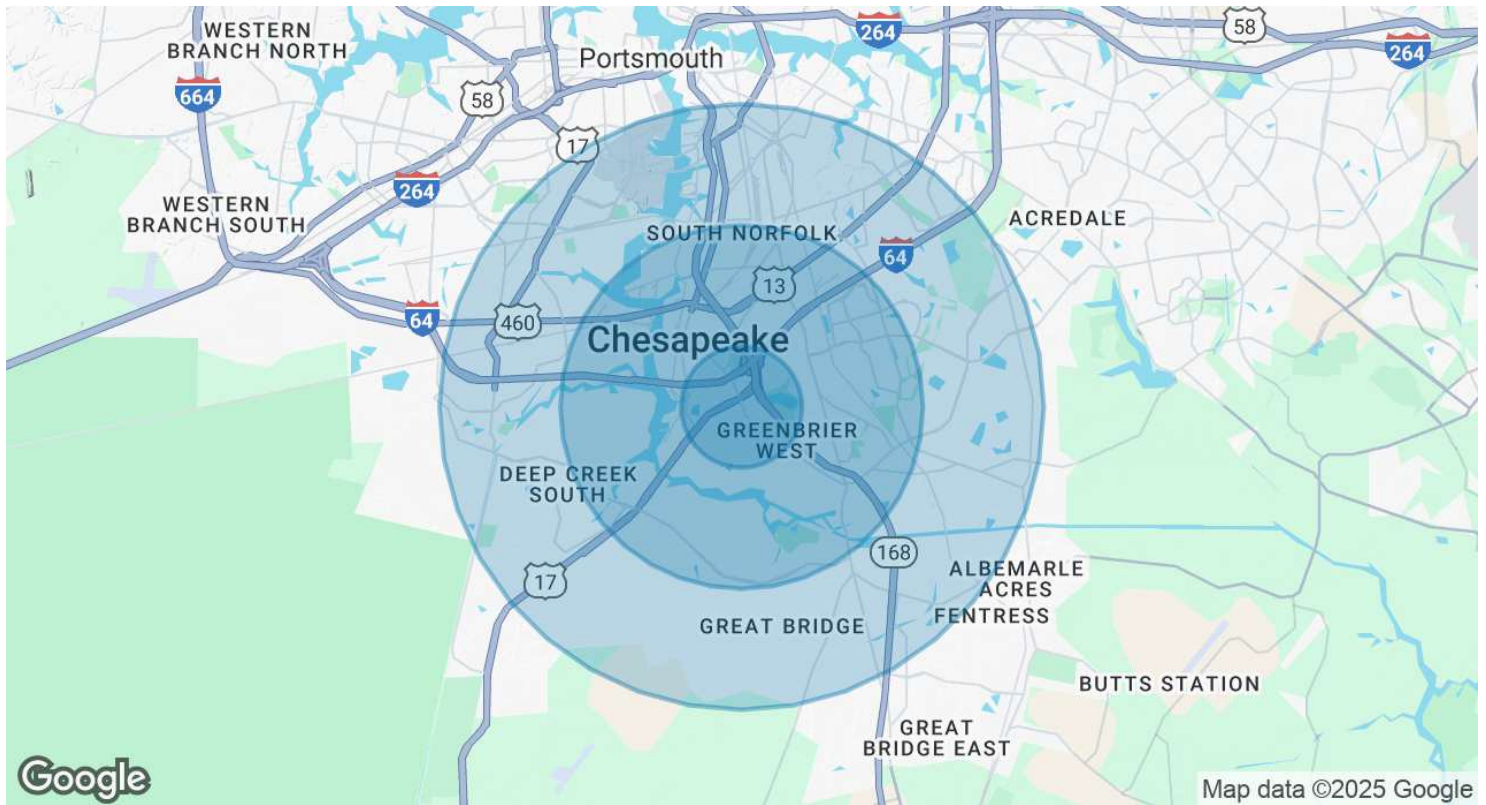 WESTERN
BRANCH NORTH
264
58
264
Portsmouth
664
58
17
264
WESTERN
BRANCH SOUTH
ACREDALE
SOUTH NORFOLK
64
13
64
460
Chesapeake
GREENBRIER
WEST
DEEP CREEK
SOUTH
168
17
ALBEMARLE
ACRES
FENTRESS
GREAT BRIDGE
BUTTS STATION
GREAT
BRIDGE EAST
Google
Map data ©2025 Google